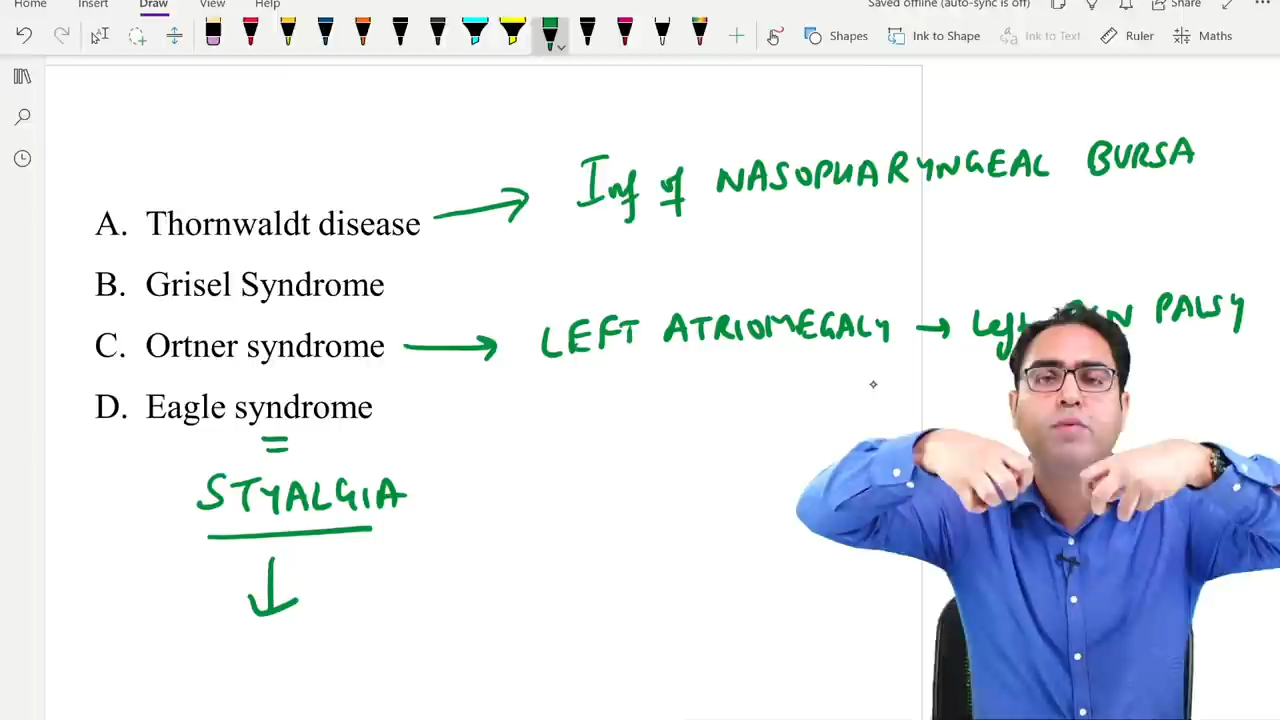 Home Insert Draw View Help Saved offline (auto-sync is off) Share
Shapes Ink to Shape Ink to Text Ruler Maths
Inf of NASOPHARYNGEAL BURSA
A. Thornwaldt disease
B. Grisel Syndrome
C. Ortner syndrome LEFT ATRIOMEGALY → Left PALSY
D. Eagle syndrome
=
STYALGIA